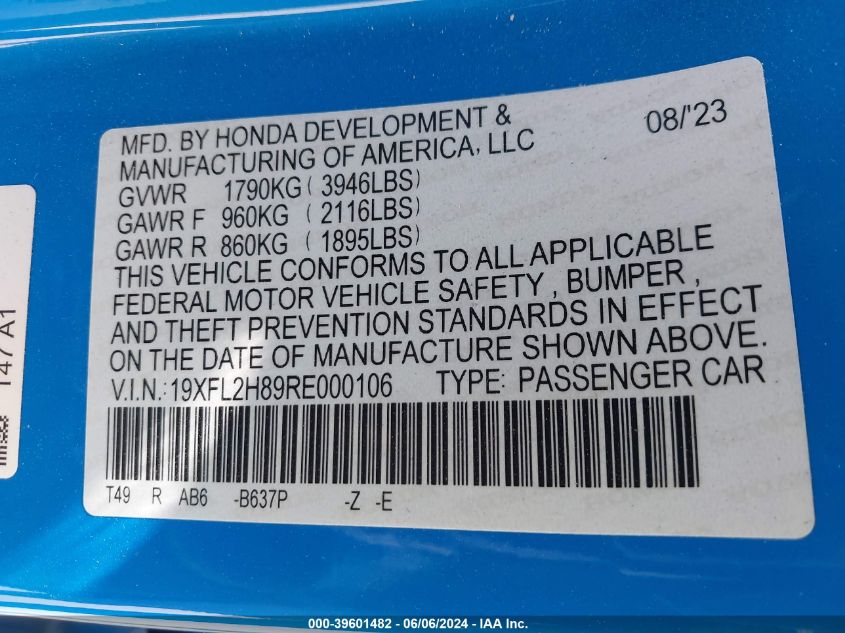 MFD. BY HONDA DEVELOPMENT & 08/'23
MANUFACTURING OF AMERICA, LLC
GVWR 1790KG ( 3946LBS)
GAWR F 960KG ( 2116LBS)
GAWR R 860KG ( 1895LBS)
THIS VEHICLE CONFORMS TO ALL APPLICABLE
FEDERAL MOTOR VEHICLE SAFETY , BUMPER ,
AND THEFT PREVENTION STANDARDS IN EFFECT
ON THE DATE OF MANUFACTURE SHOWN ABOVE.
V.I.N.:19XFL2H89RE000106 TYPE: PASSENGER CAR
T49 R AB6 -B637P -Z -E
147 A1
000-39601482 - 06/06/2024 - IAA Inc.